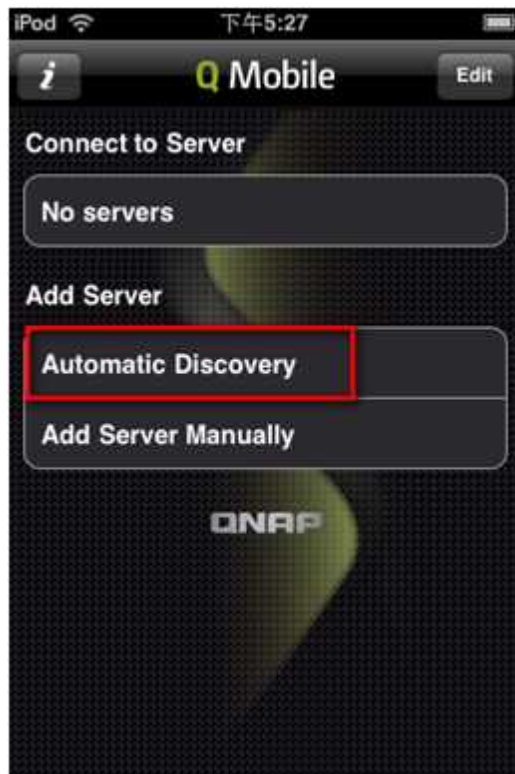 iPod 下午5:27
i Q Mobile Edit
Connect to Server
No servers
Add Server
Automatic Discovery
Add Server Manually
QNAP